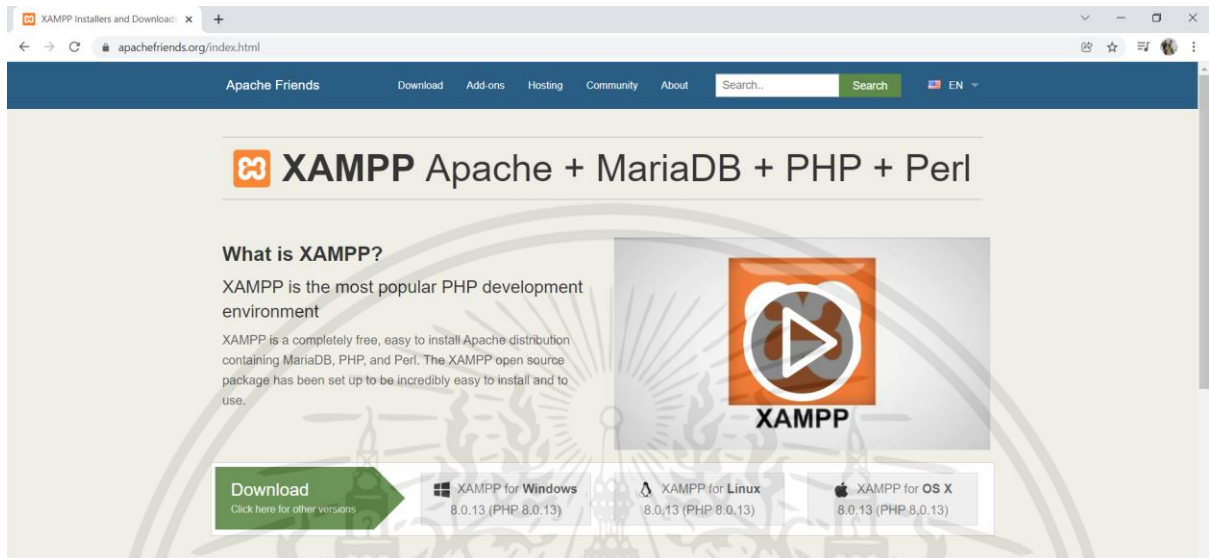 XAMPP Installers and Downloads
apachefriends.org/index.html
Apache Friends Download Add-ons Hosting Community About Search.. Search EN
XAMPP Apache + MariaDB + PHP + Perl
What is XAMPP?
XAMPP is the most popular PHP development
environment
XAMPP is a completely free, easy to install Apache distribution
containing MariaDB, PHP, and Perl. The XAMPP open source
package has been set up to be incredibly easy to install and to
use.
XAMPP
Download
Click here for other versions
XAMPP for Windows
8.0.13 (PHP 8.0.13)
XAMPP for Linux
8.0.13 (PHP 8.0.13)
XAMPP for OS X
8.0.13 (PHP 8.0.13)